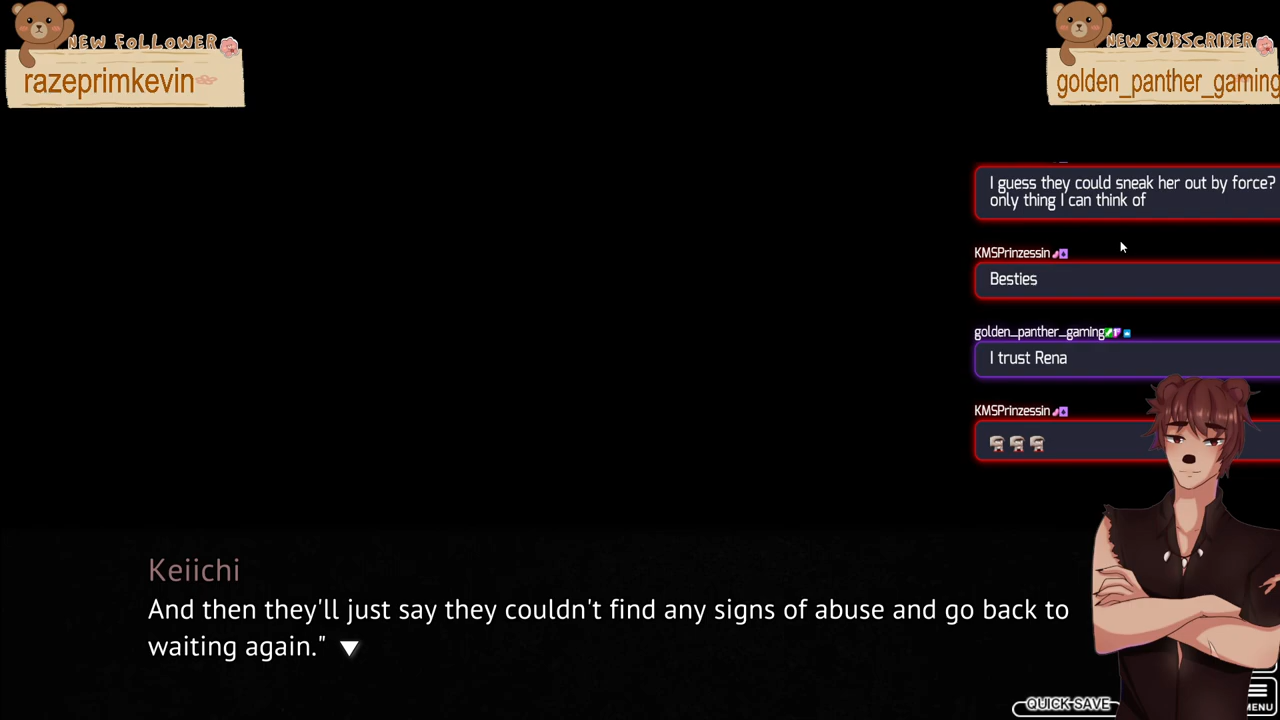 NEW FOLLOWER
razeprimkevin
NEW SUBSCRIBER
golden_panther_gaming
I guess they could sneak her out by force?
only thing I can think of
KMSPrinzessin
Besties
golden_panther_gaming
I trust Rena
KMSPrinzessin
Keiichi
And then they'll just say they couldn't find any signs of abuse and go back to
waiting again."
QUICK SAVE
MENU